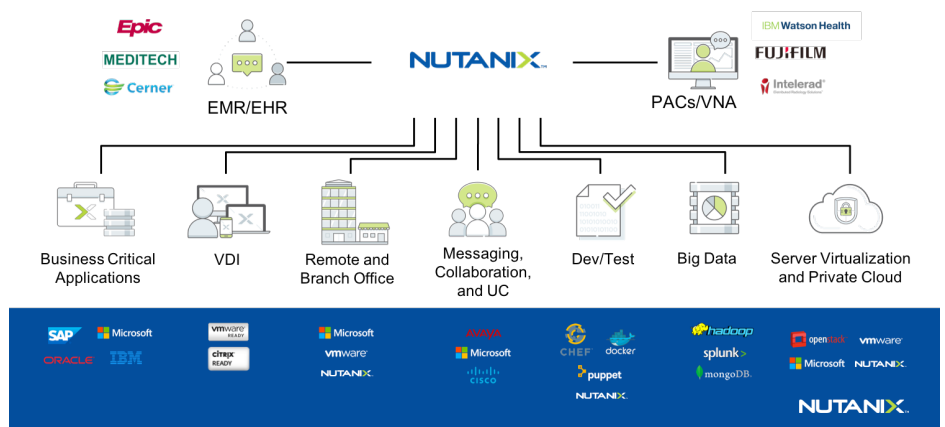 Epic
MEDITECH
Cerner
EMR/EHR
NUTANIX™
PACs/VNA
IBM Watson Health
FUJIFILM
Intelerad
Business Critical
Applications
VDI
Remote and
Branch Office
Messaging,
Collaboration,
and UC
Dev/Test
Big Data
Server Virtualization
and Private Cloud
SAP
Microsoft
ORACLE
IBM
vmware
READY
citrix
READY
Microsoft
vmware
NUTANIX
AVAYA
Microsoft
CISCO
CHEF
docker
puppet
NUTANIX
hadoop
splunk>
mongoDB
openstack
vmware
Microsoft
NUTANIX
NUTANIX